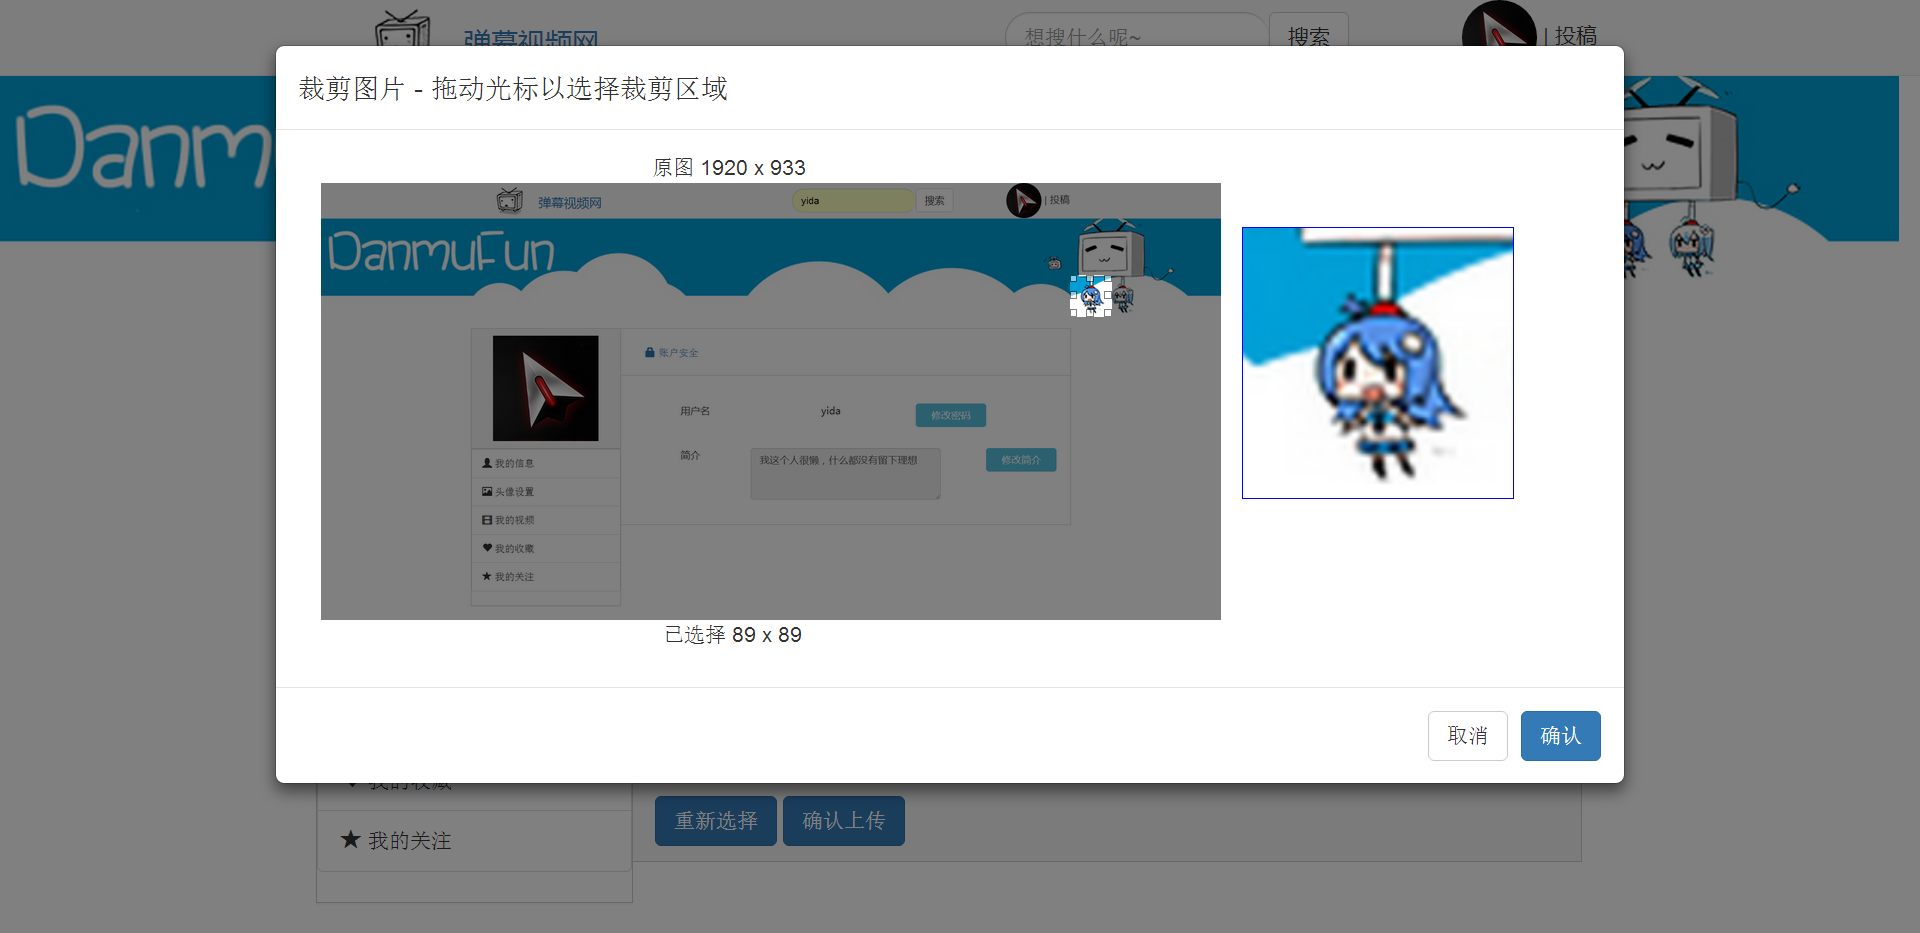 弹幕视频网
想搜什么呢~
搜索
| 投稿
Danm
裁剪图片 - 拖动光标以选择裁剪区域
原图 1920 x 933
弹幕视频网
yida
搜索
| 投稿
DanmuFun
账户安全
用户名
yida
修改密码
简介
我这个人很懒，什么都没有留下理想
修改简介
我的信息
头像设置
我的视频
我的收藏
我的关注
已选择 89 x 89
取消
确认
我的收藏
我的关注
重新选择
确认上传